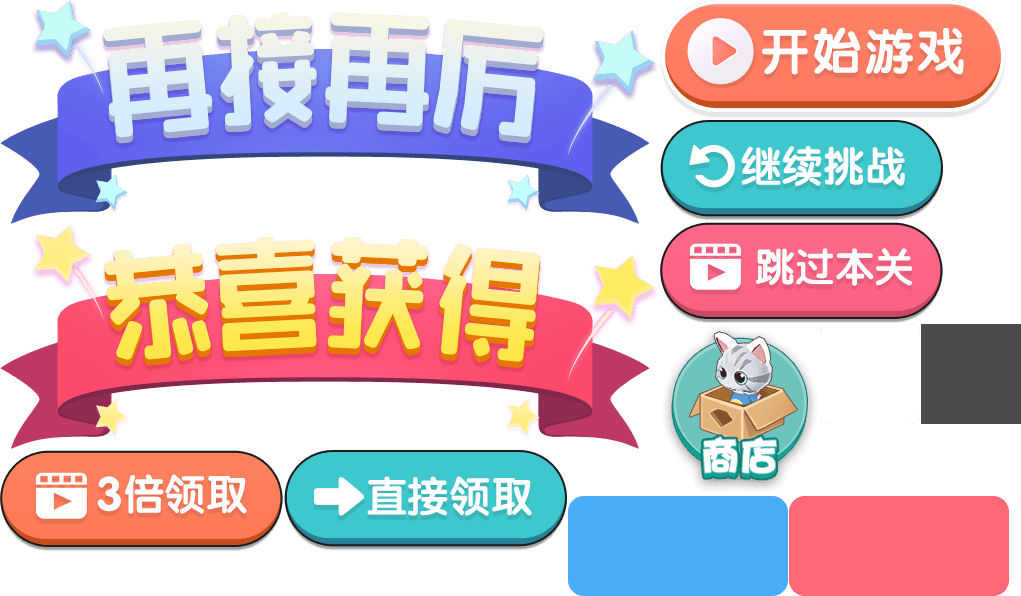 再接再厉
开始游戏
继续挑战
跳过本关
恭喜获得
商店
3倍领取
直接领取